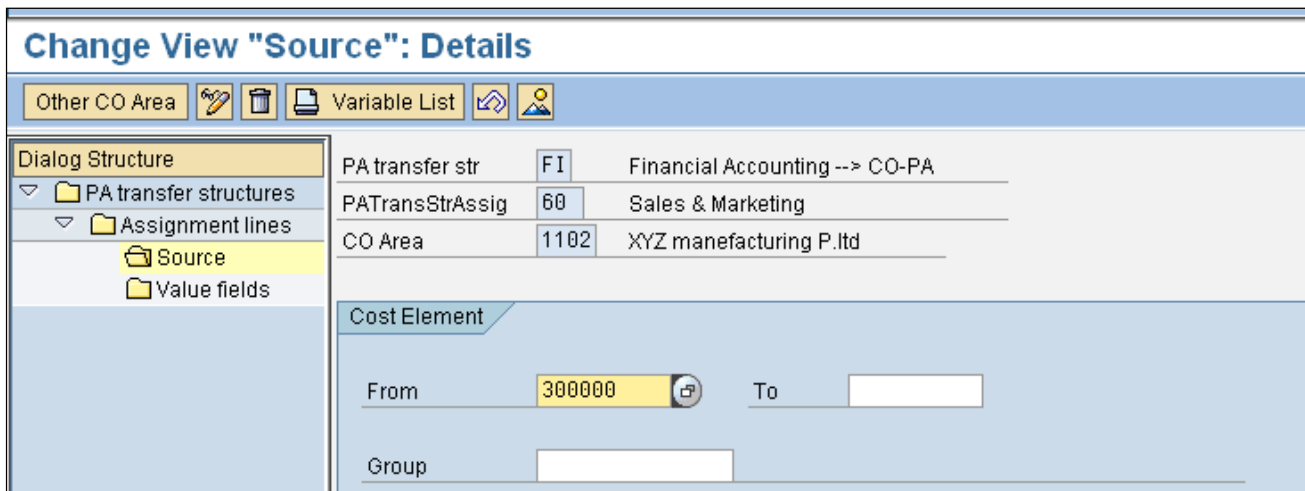 Change View "Source": Details
Other CO Area Variable List
Dialog Structure
PA transfer structures
Assignment lines
Source
Value fields
PA transfer str FI Financial Accounting --> CO-PA
PATransStrAssig 60 Sales & Marketing
CO Area 1102 XYZ manefacturing P.ltd
Cost Element
From 300000 To
Group